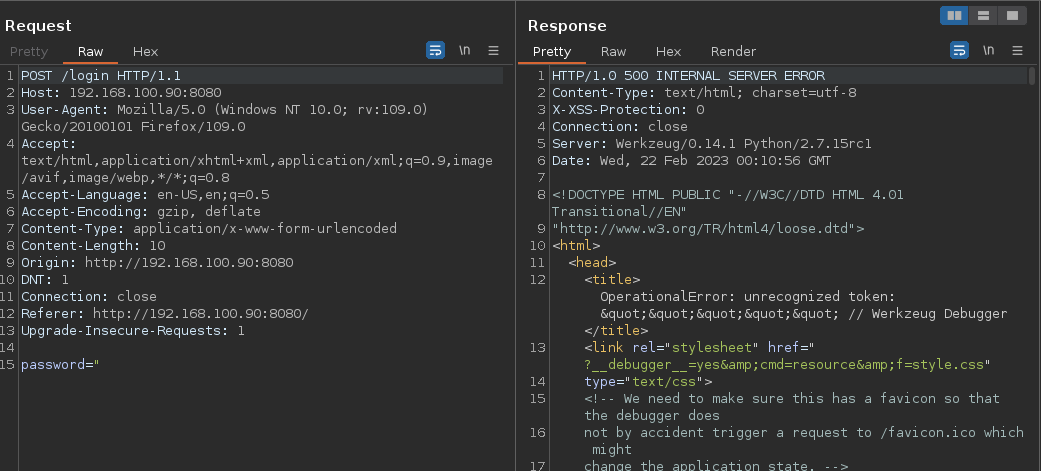 Request
Pretty Raw Hex
\n
1 POST /login HTTP/1.1
2 Host: 192.168.100.90:8080
3 User-Agent: Mozilla/5.0 (Windows NT 10.0; rv:109.0)
Gecko/20100101 Firefox/109.0
4 Accept:
text/html,application/xhtml+xml,application/xml;q=0.9,image
/avif,image/webp,*/*;q=0.8
5 Accept-Language: en-US,en;q=0.5
6 Accept-Encoding: gzip, deflate
7 Content-Type: application/x-www-form-urlencoded
8 Content-Length: 10
9 Origin: http://192.168.100.90:8080
10 DNT: 1
11 Connection: close
12 Referer: http://192.168.100.90:8080/
13 Upgrade-Insecure-Requests: 1
14
15 password="
Response
Pretty Raw Hex Render
\n
1 HTTP/1.0 500 INTERNAL SERVER ERROR
2 Content-Type: text/html; charset=utf-8
3 X-XSS-Protection: 0
4 Connection: close
5 Server: Werkzeug/0.14.1 Python/2.7.15rc1
6 Date: Wed, 22 Feb 2023 00:10:56 GMT
7
8 <!DOCTYPE HTML PUBLIC "-//W3C//DTD HTML 4.01
Transitional//EN"
9 "http://www.w3.org/TR/html4/loose.dtd">
10 <html>
11 <head>
12 <title>
OperationalError: unrecognized token:
&quot;&quot;&quot;&quot;&quot; // Werkzeug Debugger
</title>
13 <link rel="stylesheet" href="
?__debugger__=yes&amp;cmd=resource&amp;f=style.css"
14 type="text/css">
15 <!-- We need to make sure this has a favicon so that
the debugger does
16 not by accident trigger a request to /favicon.ico which
might
17 change the application state. -->